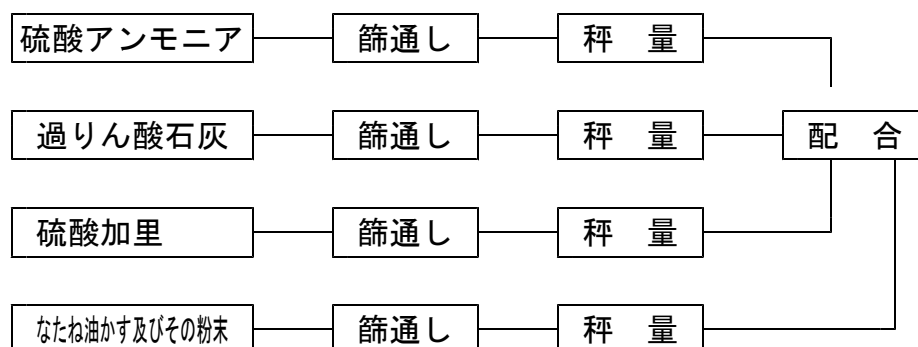 硫酸アンモニア 篩通し 秤　量
過りん酸石灰 篩通し 秤　量 配　合
硫酸加里 篩通し 秤　量
なたね油かす及びその粉末 篩通し 秤　量